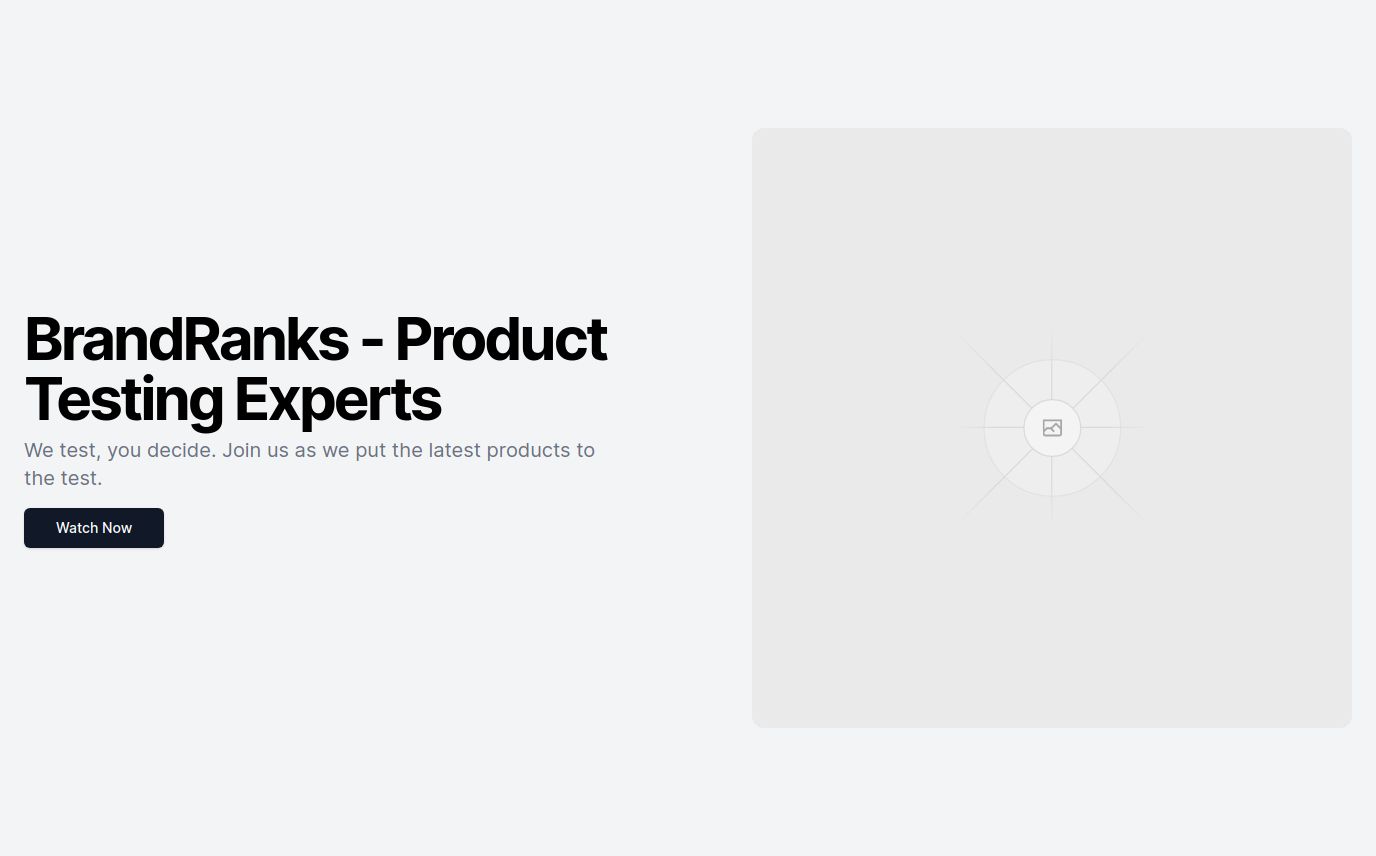 BrandRanks - Product
Testing Experts
We test, you decide. Join us as we put the latest products to
the test.
Watch Now